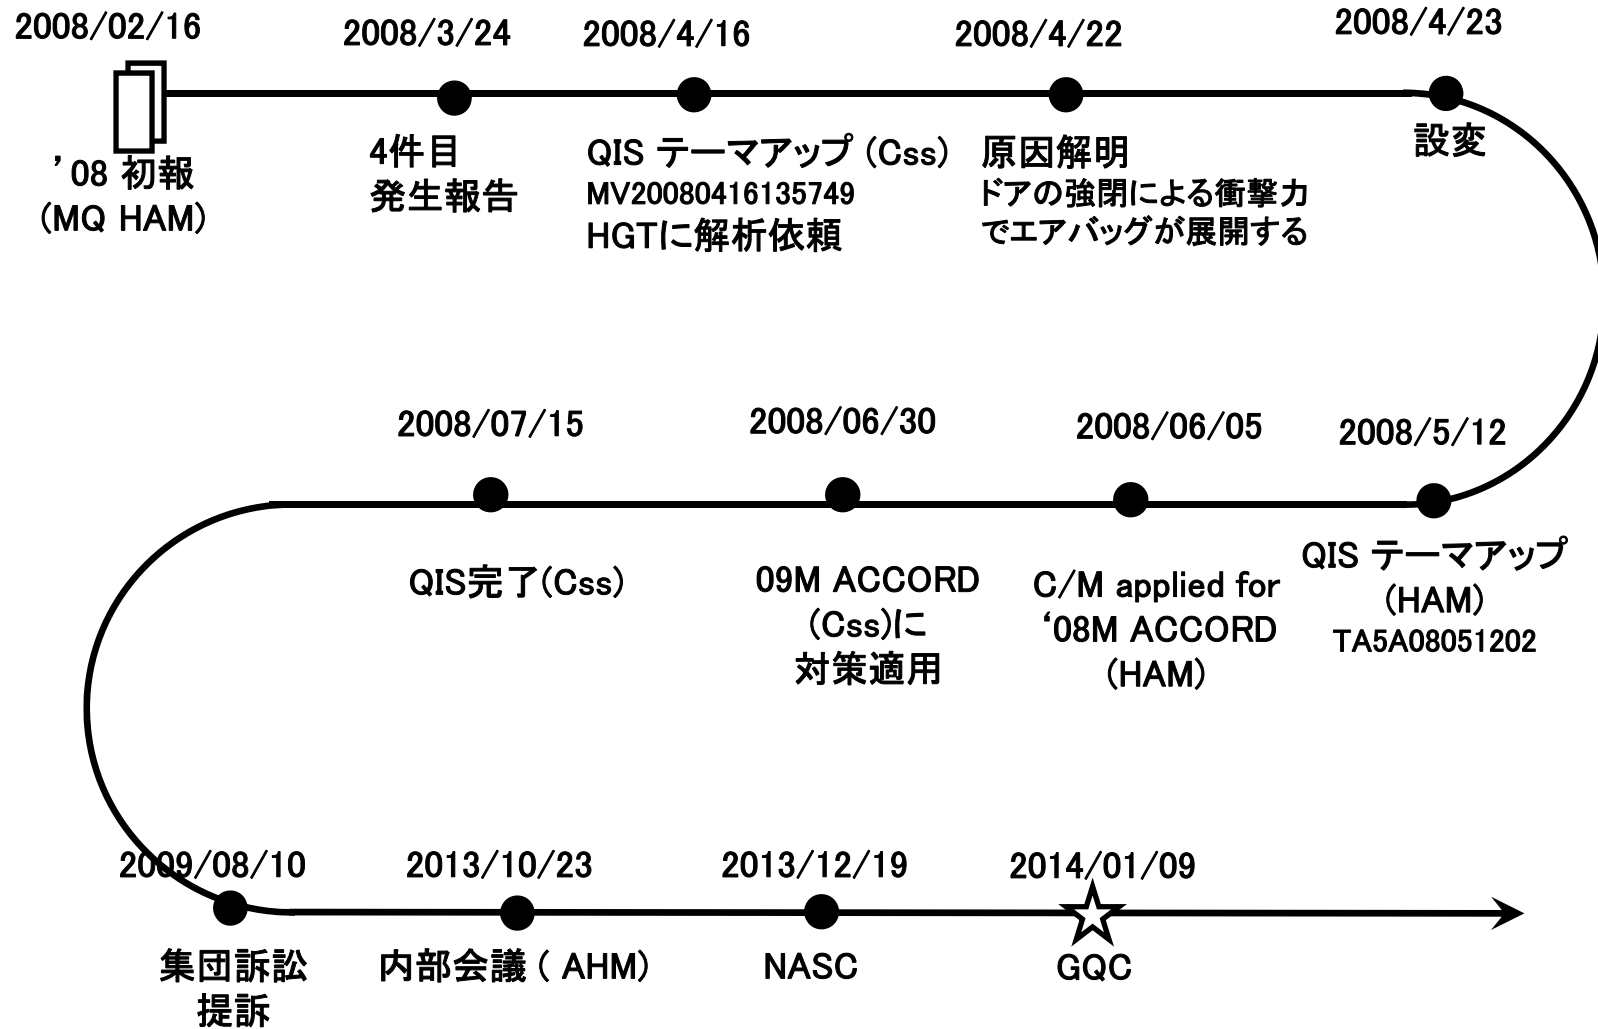 2008/02/16
’08 初報
(MQ HAM)
2008/3/24
4件目
発生報告
2008/4/16
QIS テーマアップ (Css)
MV20080416135749
HGTに解析依頼
2008/4/22
原因解明
ドアの強閉による衝撃力
でエアバッグが展開する
2008/4/23
設変
2008/5/12
QIS テーマアップ
(HAM)
TA5A08051202
2008/06/05
C/M applied for
‘08M ACCORD
(HAM)
2008/06/30
09M ACCORD
(Css)に
対策適用
2008/07/15
QIS完了(Css)
2009/08/10
集団訴訟
提訴
2013/10/23
内部会議 ( AHM)
2013/12/19
NASC
2014/01/09
GQC